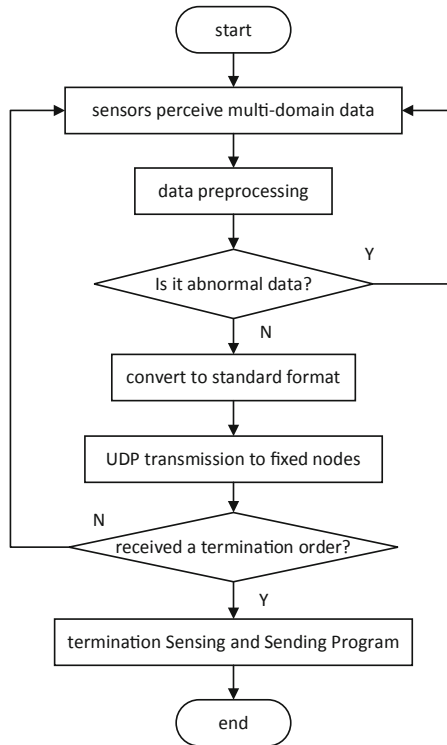 start
sensors perceive multi-domain data
data preprocessing
Is it abnormal data?
Y
N
convert to standard format
UDP transmission to fixed nodes
N
received a termination order?
Y
termination Sensing and Sending Program
end